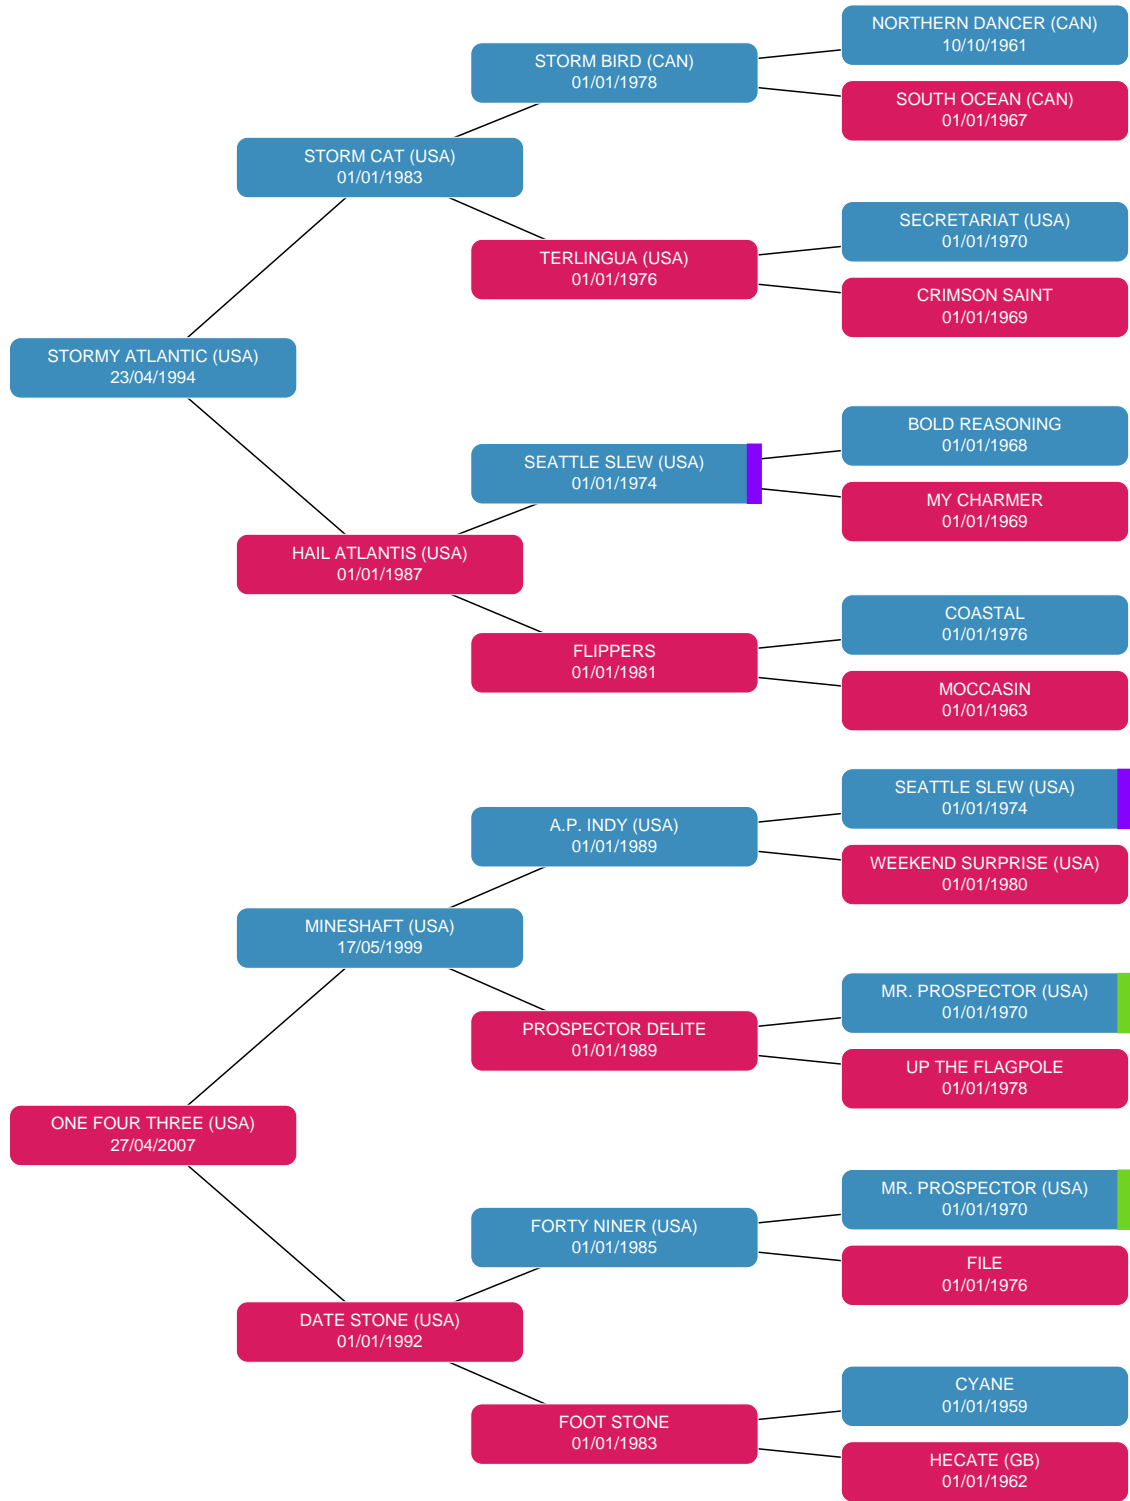 NORTHERN DANCER (CAN)
10/10/1961
STORM BIRD (CAN)
01/01/1978
SOUTH OCEAN (CAN)
01/01/1967
STORM CAT (USA)
01/01/1983
SECRETARIAT (USA)
01/01/1970
TERLINGUA (USA)
01/01/1976
CRIMSON SAINT
01/01/1969
STORMY ATLANTIC (USA)
23/04/1994
BOLD REASONING
01/01/1968
SEATTLE SLEW (USA)
01/01/1974
MY CHARMER
01/01/1969
HAIL ATLANTIS (USA)
01/01/1987
COASTAL
01/01/1976
FLIPPERS
01/01/1981
MOCCASIN
01/01/1963
SEATTLE SLEW (USA)
01/01/1974
A.P. INDY (USA)
01/01/1989
WEEKEND SURPRISE (USA)
01/01/1980
MINESHAFT (USA)
17/05/1999
MR. PROSPECTOR (USA)
01/01/1970
PROSPECTOR DELITE
01/01/1989
UP THE FLAGPOLE
01/01/1978
ONE FOUR THREE (USA)
27/04/2007
MR. PROSPECTOR (USA)
01/01/1970
FORTY NINER (USA)
01/01/1985
FILE
01/01/1976
DATE STONE (USA)
01/01/1992
CYANE
01/01/1959
FOOT STONE
01/01/1983
HECATE (GB)
01/01/1962